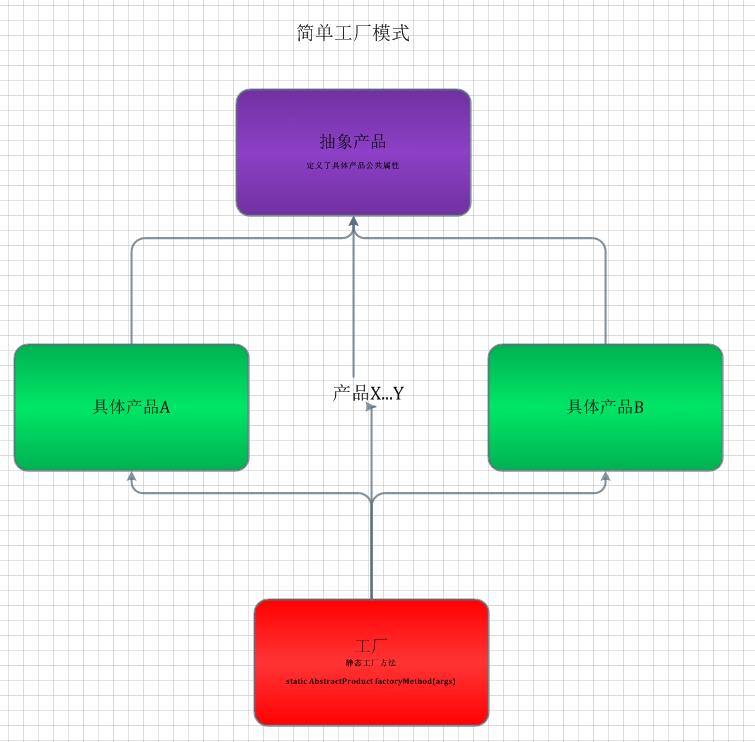 简单工厂模式
抽象产品
定义了具体产品公共属性
具体产品A
产品X...Y
具体产品B
工厂
静态工厂方法
static AbstractProduct factoryMethod(args)